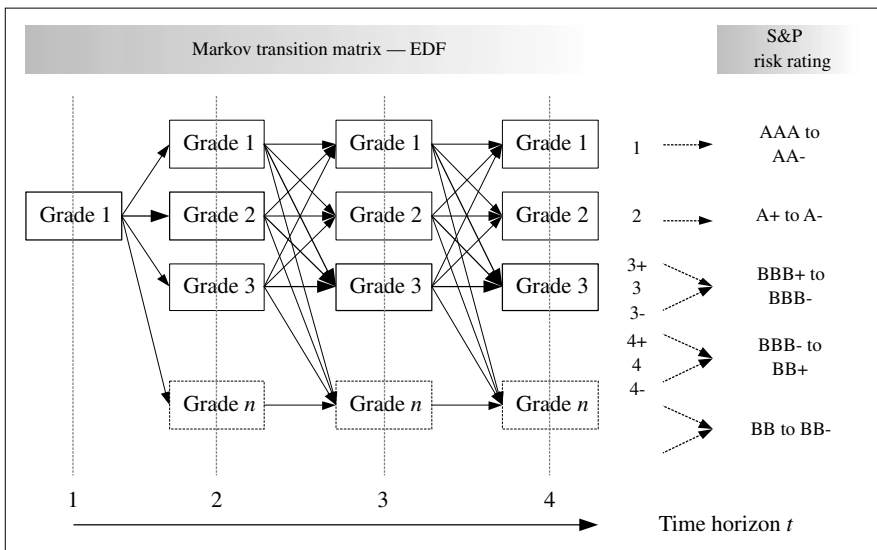 Markov transition matrix — EDF
S&P
risk rating
Grade 1
Grade 1
Grade 1
1
AAA to
AA-
Grade 1
Grade 2
Grade 2
Grade 2
2
A+ to A-
Grade 3
Grade 3
Grade 3
3+
3
3-
BBB+ to
BBB-
4+
4
4-
BBB- to
BB+
Grade n
Grade n
Grade n
BB to BB-
1
2
3
4
Time horizon t